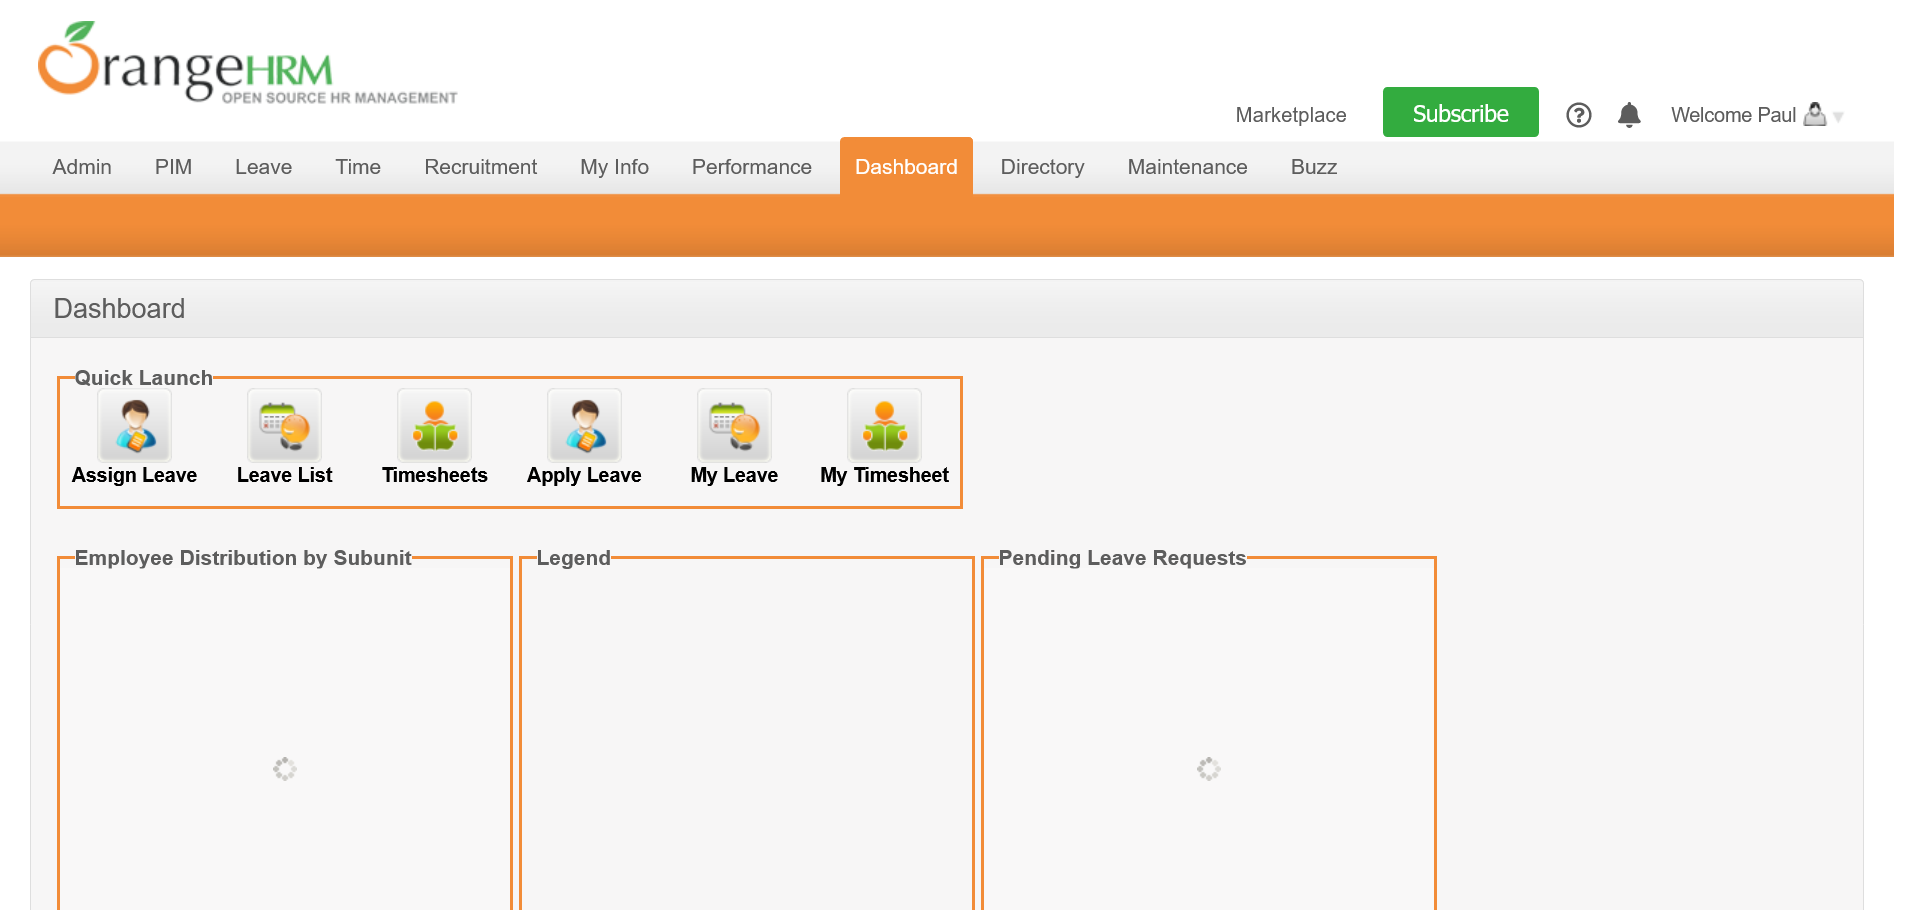 OrangeHRM
OPEN SOURCE HR MANAGEMENT
Marketplace Subscribe ? Welcome Paul
Admin PIM Leave Time Recruitment My Info Performance Dashboard Directory Maintenance Buzz
Dashboard
Quick Launch
Assign Leave Leave List Timesheets Apply Leave My Leave My Timesheet
Employee Distribution by Subunit Legend Pending Leave Requests